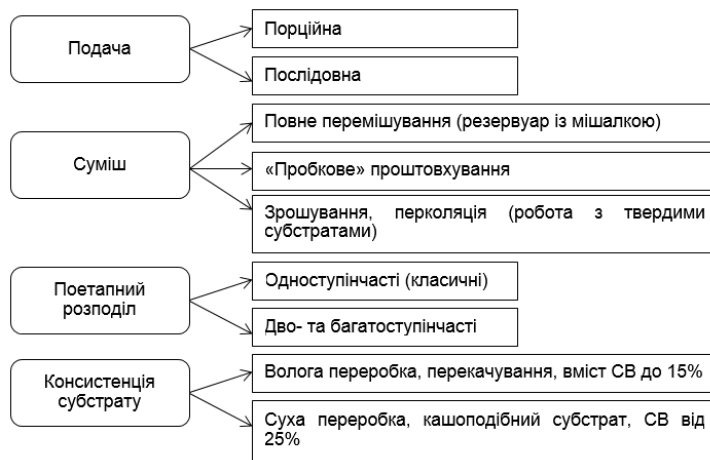 Подача
Порційна
Послідовна
Суміш
Повне перемішування (резервуар із мішалкою)
«Пробкове» проштовхування
Зрошування, перколяція (робота з твердими
субстратами)
Поетапний
розподіл
Одноступінчасті (класичні)
Дво- та багатоступінчасті
Консистенція
субстрату
Волога переробка, перекачування, вміст СВ до 15%
Суха переробка, кашоподібний субстрат, СВ від
25%